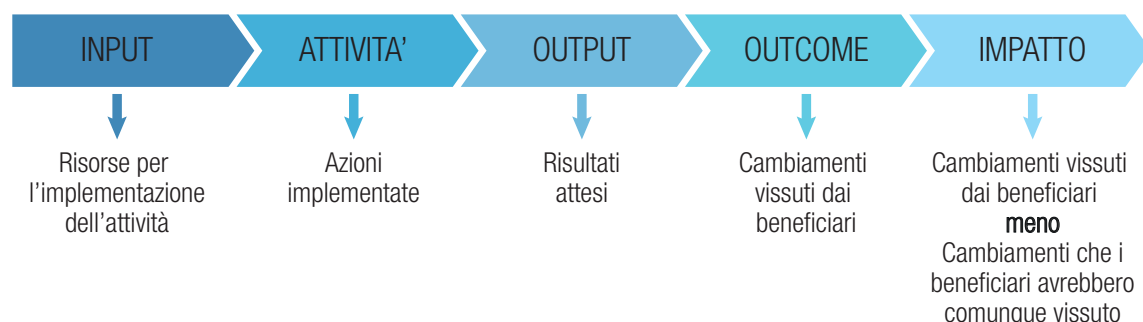 INPUT
ATTIVITA’
OUTPUT
OUTCOME
IMPATTO
Risorse per
l’implementazione
dell’attività
Azioni
implementate
Risultati
attesi
Cambiamenti
vissuti dai
beneficiari
Cambiamenti vissuti
dai beneficiari
meno
Cambiamenti che i
beneficiari avrebbero
comunque vissuto